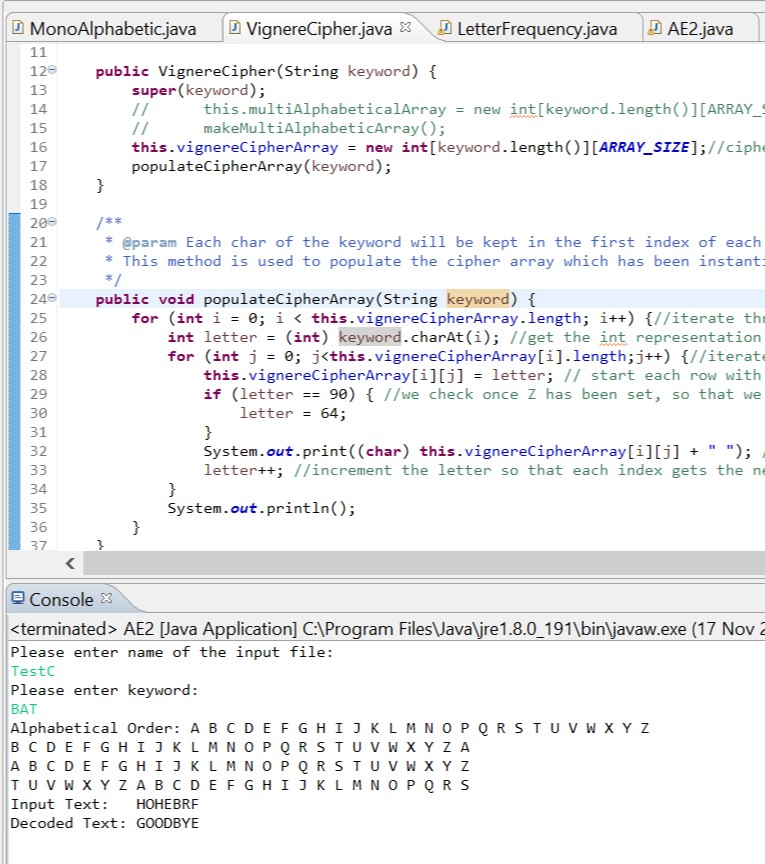 MonoAlphabetic.java VignereCipher.java LetterFrequency.java AE2.java
11
12 public VignereCipher(String keyword) {
13 super(keyword);
14 // this.multiAlphabeticalArray = new int[keyword.length()][ARRAY_S
15 // makeMultiAlphabeticArray();
16 this.vignereCipherArray = new int[keyword.length()][ARRAY_SIZE];//ciphe
17 populateCipherArray(keyword);
18 }
19
20 /**
21 * @param Each char of the keyword will be kept in the first index of each
22 * This method is used to populate the cipher array which has been instanti
23 */
24 public void populateCipherArray(String keyword) {
25 for (int i = 0; i < this.vignereCipherArray.length; i++) {//iterate thr
26 int letter = (int) keyword.charAt(i); //get the int representation
27 for (int j = 0; j<this.vignereCipherArray[i].length;j++) {//iterate
28 this.vignereCipherArray[i][j] = letter; // start each row with
29 if (letter == 90) { //we check once Z has been set, so that we
30 letter = 64;
31 }
32 System.out.print((char) this.vignereCipherArray[i][j] + " "); /
33 letter++; //increment the letter so that each index gets the ne
34 }
35 System.out.println();
36 }
37 }
Console
<terminated> AE2 [Java Application] C:\Program Files\Java\jre1.8.0_191\bin\javaw.exe (17 Nov 2
Please enter name of the input file:
TestC
Please enter keyword:
BAT
Alphabetical Order: A B C D E F G H I J K L M N O P Q R S T U V W X Y Z
B C D E F G H I J K L M N O P Q R S T U V W X Y Z A
A B C D E F G H I J K L M N O P Q R S T U V W X Y Z
T U V W X Y Z A B C D E F G H I J K L M N O P Q R S
Input Text: HOHEBRF
Decoded Text: GOODBYE